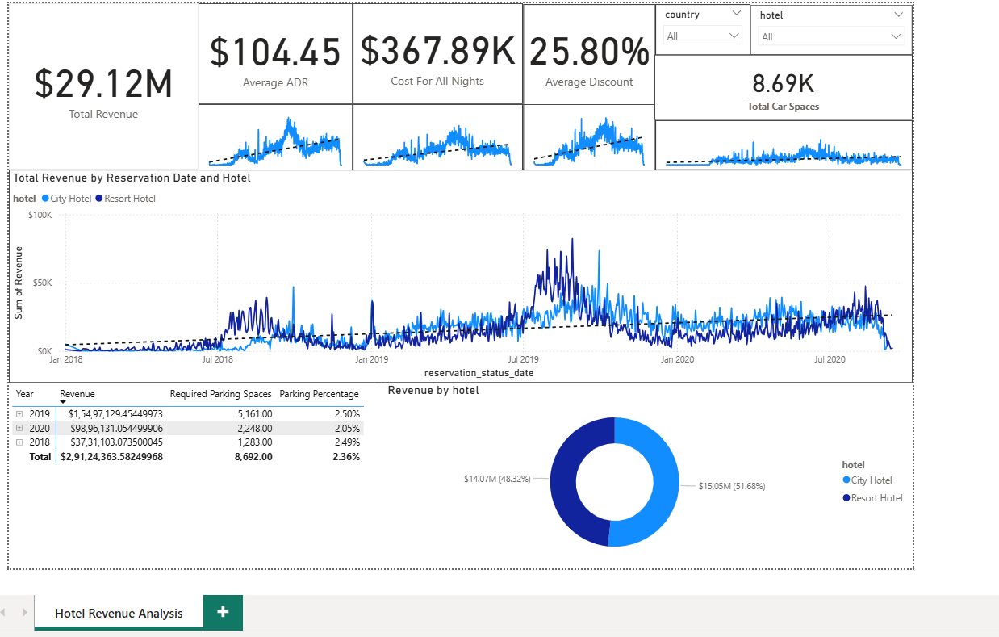 $29.12M
Total Revenue
$104.45
Average ADR
$367.89K
Cost For All Nights
25.80%
Average Discount
country
All
hotel
All
8.69K
Total Car Spaces
Total Revenue by Reservation Date and Hotel
hotel City Hotel Resort Hotel
Sum of Revenue
$100K
$50K
$0K
Jan 2018 Jul 2018 Jan 2019 Jul 2019 Jan 2020 Jul 2020
reservation_status_date
Year Revenue Required Parking Spaces Parking Percentage
2019 $1,54,97,129.45449973 5,161.00 2.50%
2020 $98,96,131.054499906 2,248.00 2.05%
2018 $37,31,103.073500045 1,283.00 2.49%
Total $2,91,24,363.58249968 8,692.00 2.36%
Revenue by hotel
$14.07M (48.32%)
$15.05M (51.68%)
hotel
City Hotel
Resort Hotel
Hotel Revenue Analysis